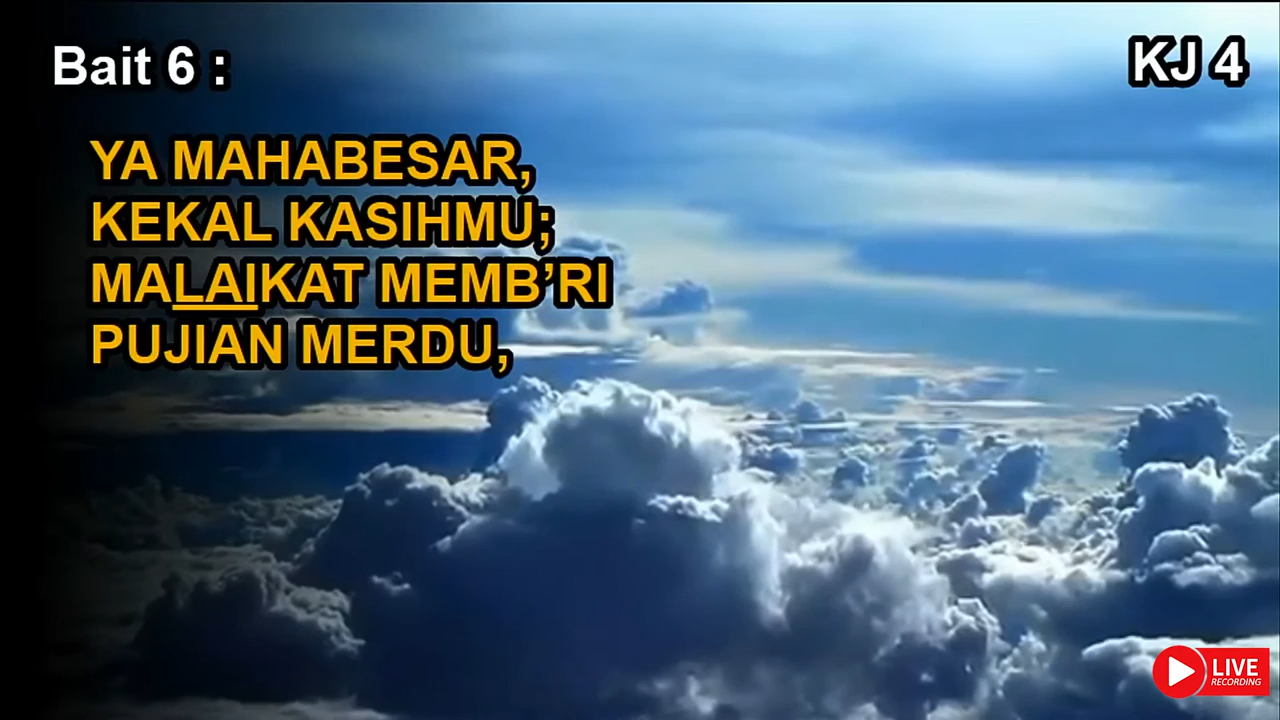 Bait 6 :
KJ 4
YA MAHABESAR,
KEKAL KASIHMU;
MALAIKAT MEMB’RI
PUJIAN MERDU,
LIVE
RECORDING